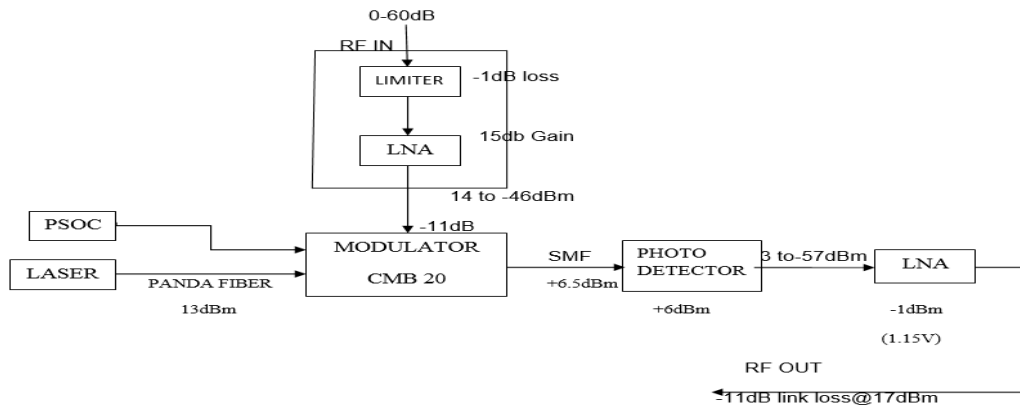 0-60dB
RF IN
LIMITER
-1dB loss
15db Gain
LNA
14 to -46dBm
-11dB
PSOC
MODULATOR
CMB 20
LASER
PANDA FIBER
13dBm
SMF
+6.5dBm
PHOTO
DETECTOR
+6dBm
3 to-57dBm
LNA
-1dBm
(1.15V)
RF OUT
-11dB link loss@17dBm